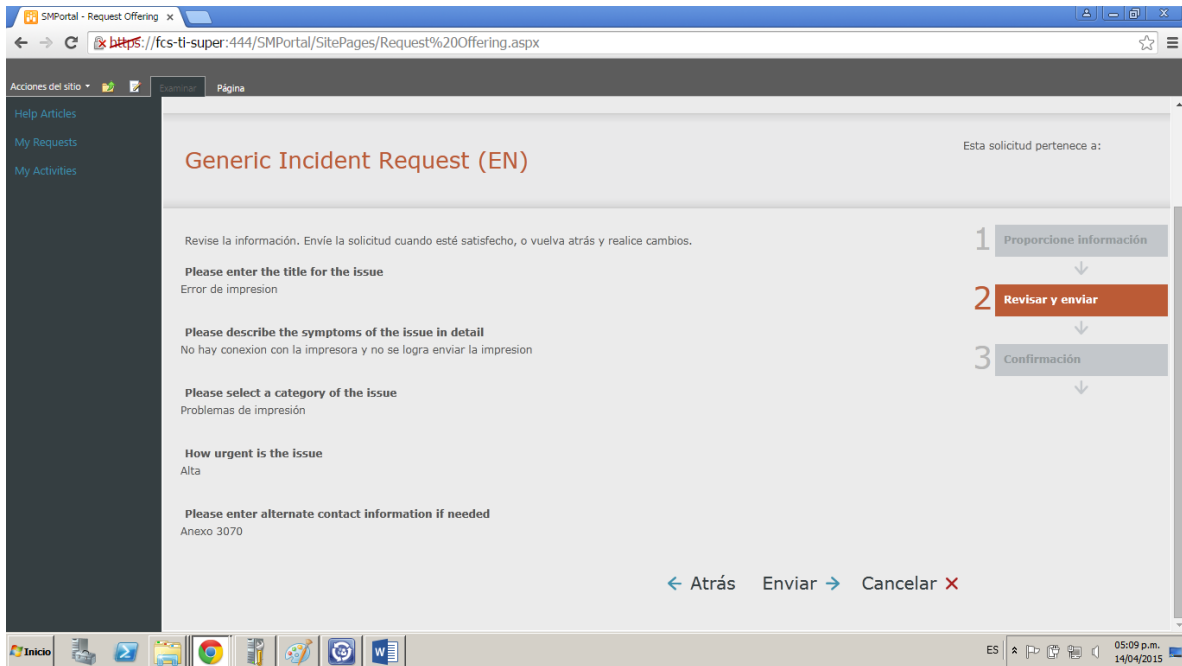 SMPortal - Request Offering
https://fcs-ti-super:444/SMPortal/SitePages/Request%20Offering.aspx
Acciones del sitio
Examinar
Página
Help Articles
My Requests
My Activities
Generic Incident Request (EN)
Esta solicitud pertenece a:
Revise la información. Envíe la solicitud cuando esté satisfecho, o vuelva atrás y realice cambios.
Please enter the title for the issue
Error de impresion
Please describe the symptoms of the issue in detail
No hay conexion con la impresora y no se logra enviar la impresion
Please select a category of the issue
Problemas de impresión
How urgent is the issue
Alta
Please enter alternate contact information if needed
Anexo 3070
1 Proporcione información
2 Revisar y enviar
3 Confirmación
Atrás Enviar Cancelar
Inicio
ES
05:09 p.m.
14/04/2015